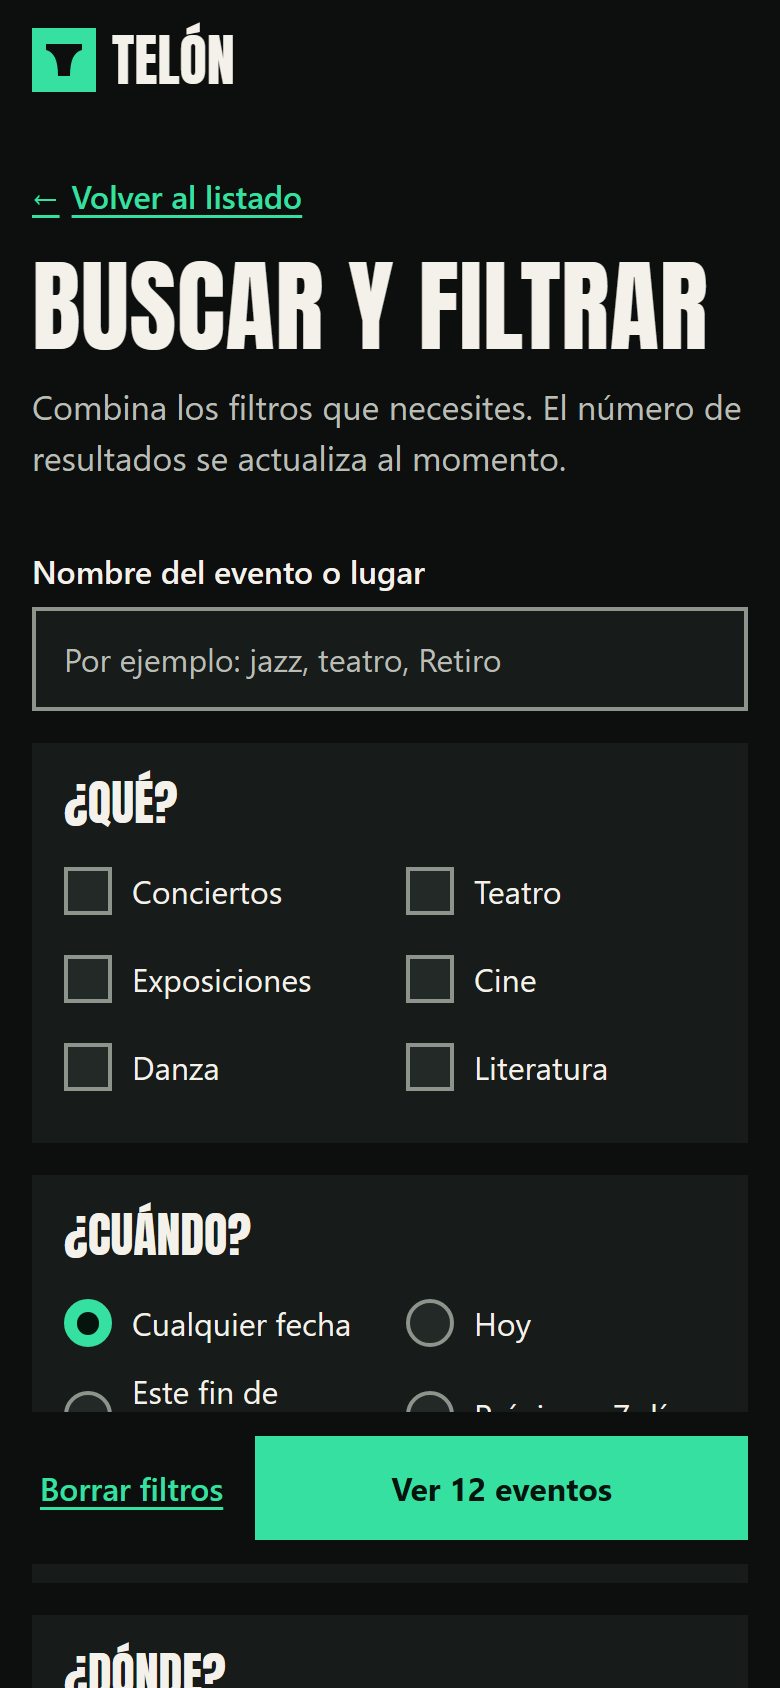 TELÓN
← Volver al listado
BUSCAR Y FILTRAR
Combina los filtros que necesites. El número de
resultados se actualiza al momento.
Nombre del evento o lugar
Por ejemplo: jazz, teatro, Retiro
¿QUÉ?
Conciertos
Teatro
Exposiciones
Cine
Danza
Literatura
¿CUÁNDO?
Cualquier fecha
Hoy
Este fin de
Borrar filtros
Ver 12 eventos
¿DÓNDE?